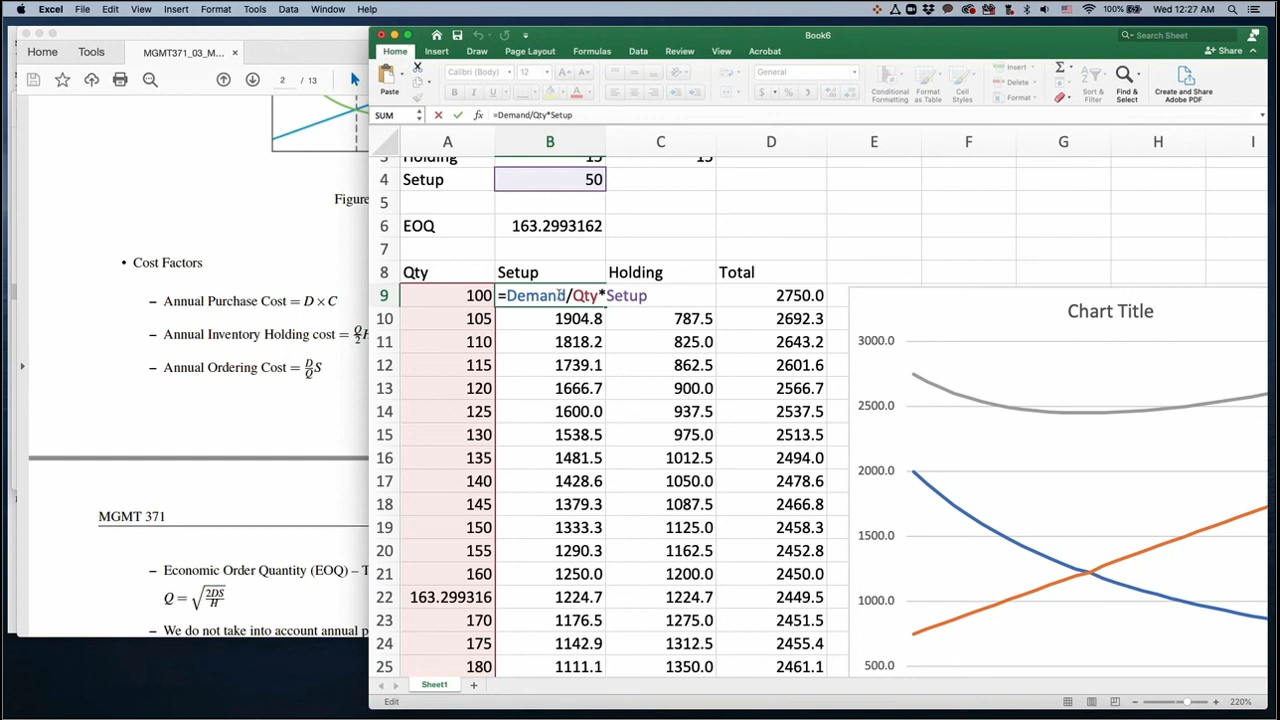 Excel File Edit View Insert Format Tools Data Window Help
100% Wed 12:27 AM
Home Tools MGMT371_03_M... ×
2 / 13
Figure
• Cost Factors
– Annual Purchase Cost = D × C
– Annual Inventory Holding cost = Q/2 H
– Annual Ordering Cost = D/Q S
MGMT 371
– Economic Order Quantity (EOQ) – T
Q = √2DS/H
– We do not take into account annual p
Book6
Search Sheet
Home Insert Draw Page Layout Formulas Data Review View Acrobat
Share
Paste
Calibri (Body) 12 A A
B I U
General
$ %
Conditional Formatting
Format as Table
Cell Styles
Insert
Delete
Format
Sort & Filter
Find & Select
Create and Share Adobe PDF
SUM fx =Demand/Qty*Setup
A B C D E F G H I
3 Holding 15 15
4 Setup 50
5
6 EOQ 163.2993162
7
8 Qty Setup Holding Total
9 100 =Demand/Qty*Setup 2750.0
10 105 1904.8 787.5 2692.3
11 110 1818.2 825.0 2643.2
12 115 1739.1 862.5 2601.6
13 120 1666.7 900.0 2566.7
14 125 1600.0 937.5 2537.5
15 130 1538.5 975.0 2513.5
16 135 1481.5 1012.5 2494.0
17 140 1428.6 1050.0 2478.6
18 145 1379.3 1087.5 2466.8
19 150 1333.3 1125.0 2458.3
20 155 1290.3 1162.5 2452.8
21 160 1250.0 1200.0 2450.0
22 163.299316 1224.7 1224.7 2449.5
23 170 1176.5 1275.0 2451.5
24 175 1142.9 1312.5 2455.4
25 180 1111.1 1350.0 2461.1
Chart Title
3000.0
2500.0
2000.0
1500.0
1000.0
500.0
Sheet1
Edit
220%